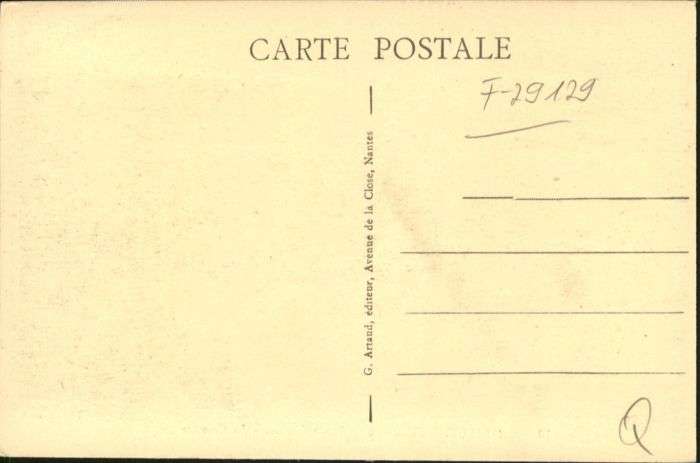 CARTE POSTALE
F-29129
G. Artaud, éditeur, Avenue de la Close, Nantes
Q